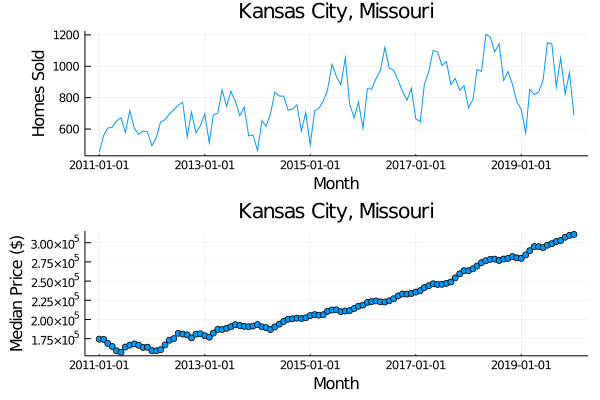 Kansas City, Missouri
Homes Sold
1200
1000
800
600
2011-01-01 2013-01-01 2015-01-01 2017-01-01 2019-01-01
Month
Kansas City, Missouri
Median Price ($)
3.00×10⁵
2.75×10⁵
2.50×10⁵
2.25×10⁵
2.00×10⁵
1.75×10⁵
2011-01-01 2013-01-01 2015-01-01 2017-01-01 2019-01-01
Month